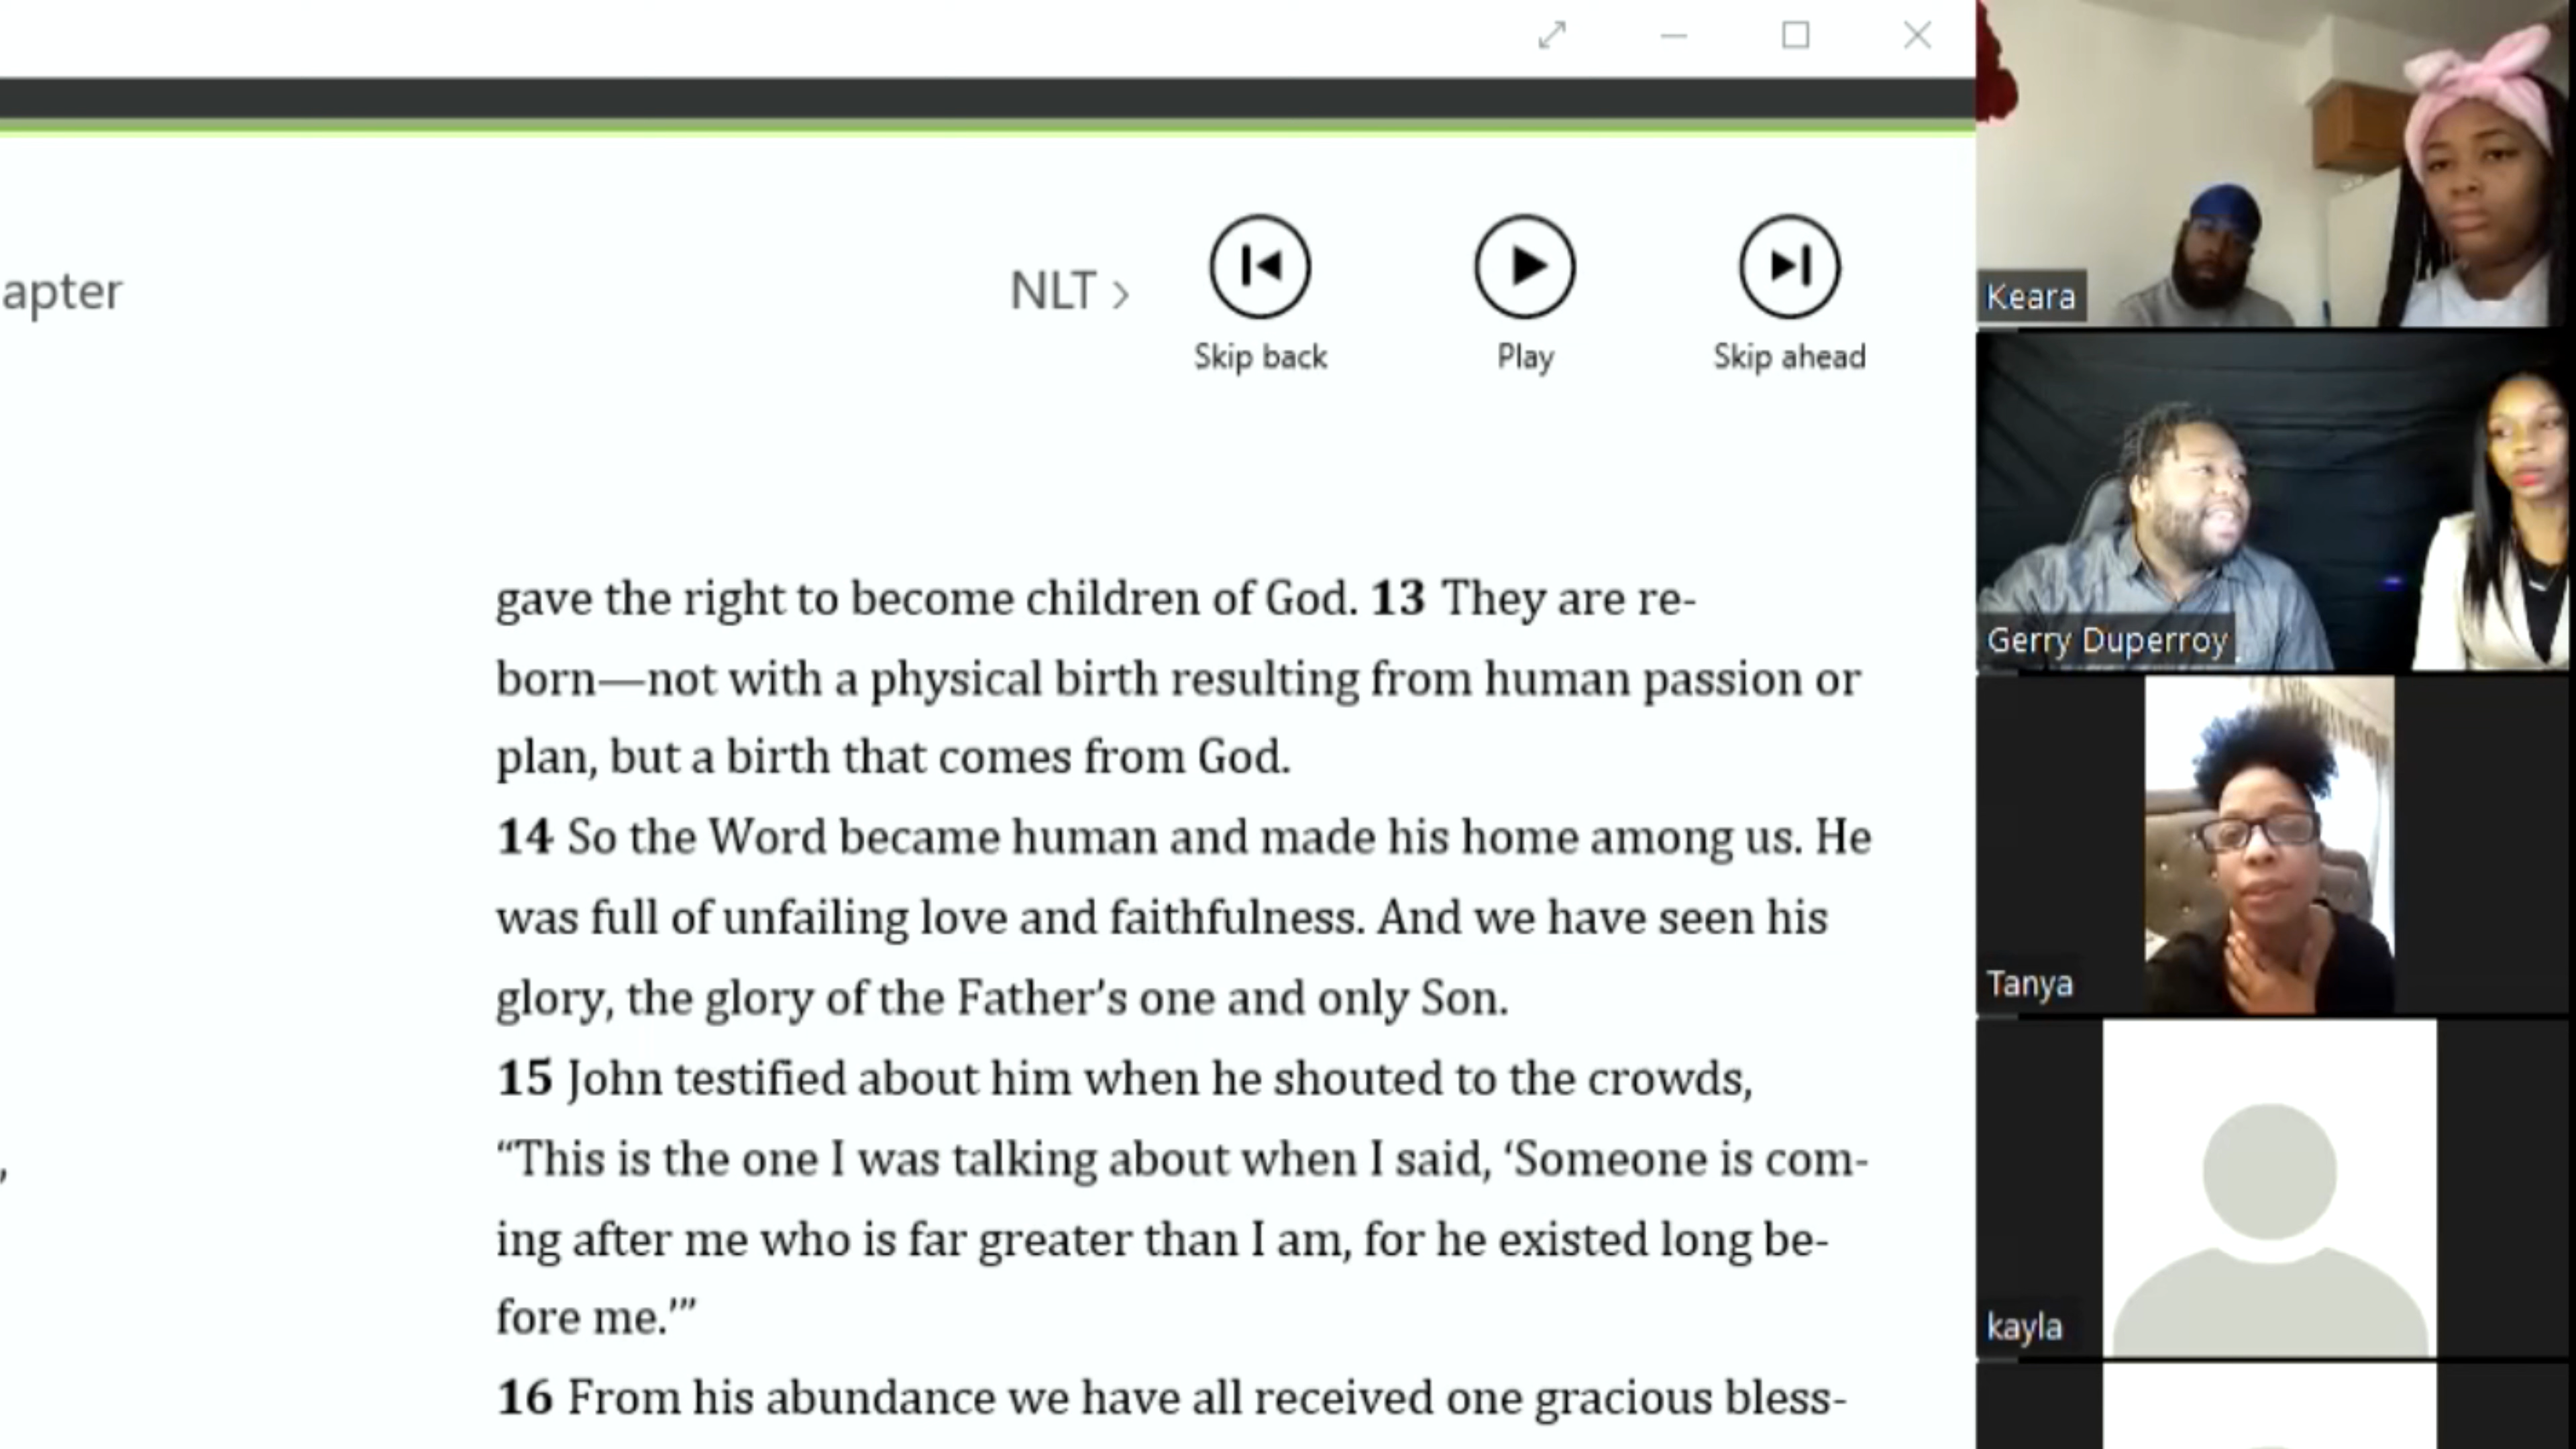 apter
NLT >
Skip back
Play
Skip ahead
gave the right to become children of God. 13 They are re-
born—not with a physical birth resulting from human passion or
plan, but a birth that comes from God.
14 So the Word became human and made his home among us. He
was full of unfailing love and faithfulness. And we have seen his
glory, the glory of the Father’s one and only Son.
15 John testified about him when he shouted to the crowds,
“This is the one I was talking about when I said, ‘Someone is com-
ing after me who is far greater than I am, for he existed long be-
fore me.’”
16 From his abundance we have all received one gracious bless-
,
Keara
Gerry Duperroy
Tanya
kayla